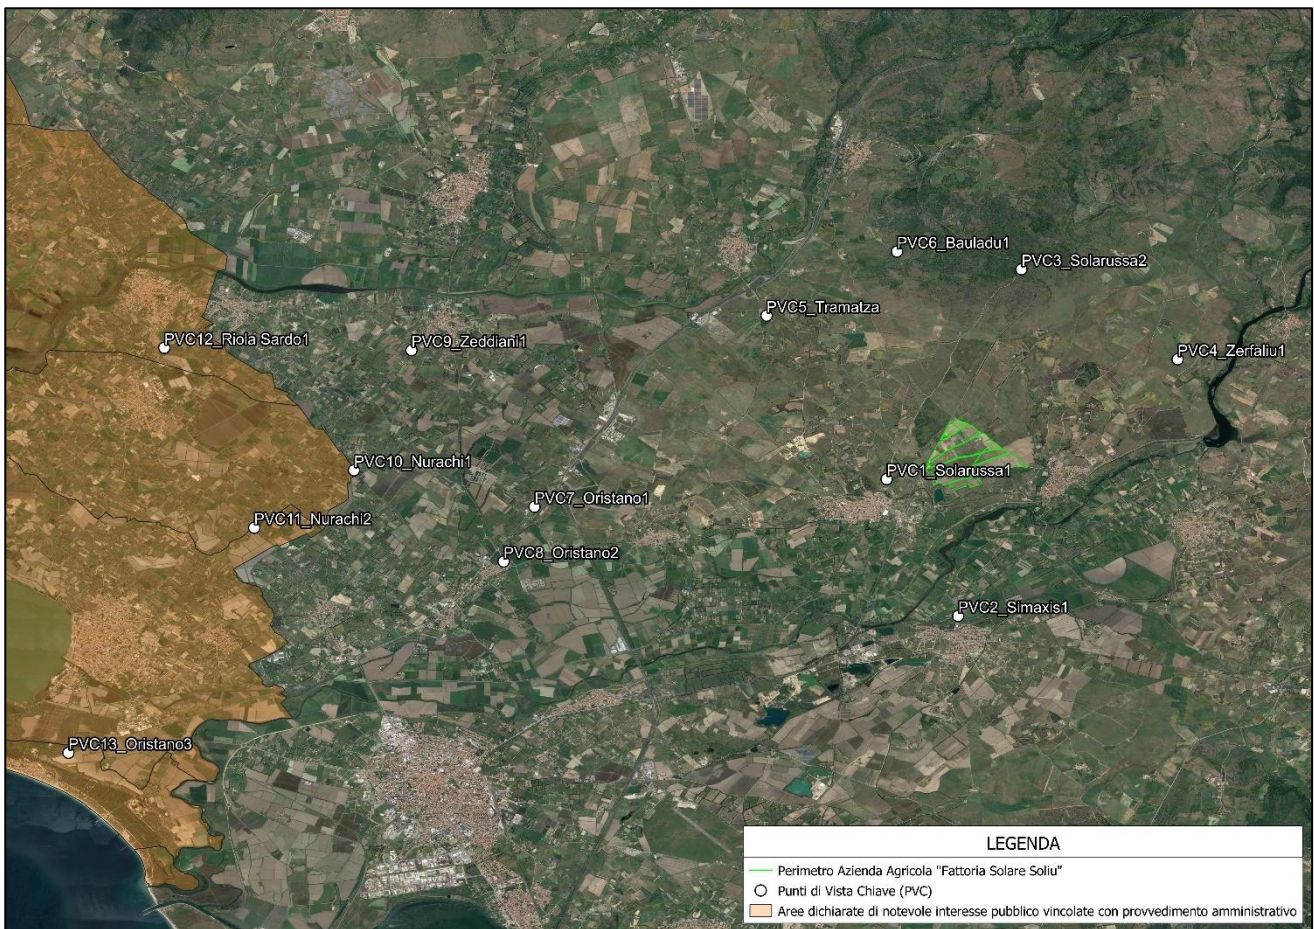 PVC6_Bauladu1
PVC3_Solarussa2
PVC5_Tramatza
PVC12_Riola Sardo1
PVC9_Zeddiani1
PVC4_Zerfaliu1
PVC10_Nurachi1
PVC1_Solarussa1
PVC7_Oristano1
PVC11_Nurachi2
PVC8_Oristano2
PVC2_Simaxis1
PVC13_Oristano3
LEGENDA
Perimetro Azienda Agricola "Fattoria Solare Soliu"
Punti di Vista Chiave (PVC)
Aree dichiarate di notevole interesse pubblico vincolate con provvedimento amministrativo